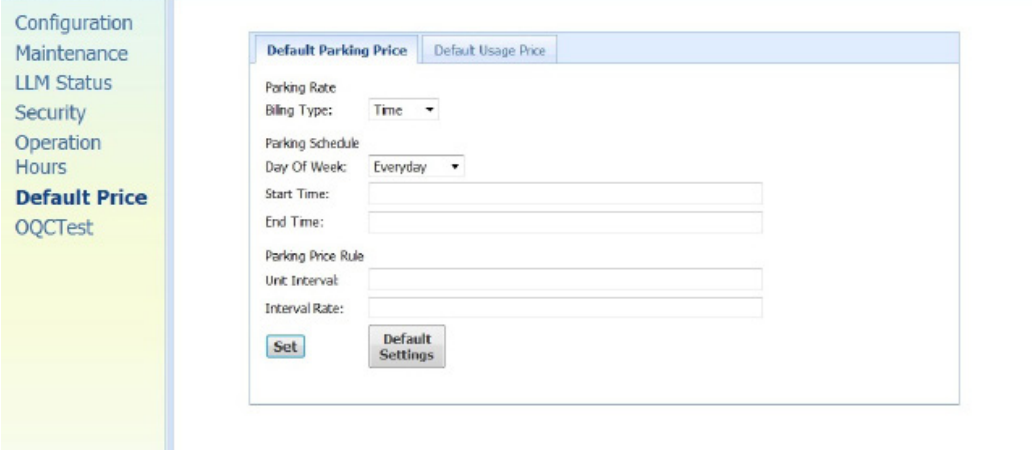 Configuration
Maintenance
LLM Status
Security
Operation
Hours
Default Price
OQCTest
Default Parking Price Default Usage Price
Parking Rate
Biling Type: Time
Parking Schedule
Day Of Week: Everyday
Start Time:
End Time:
Parking Price Rule
Unit Interval:
Interval Rate:
Set
Default
Settings